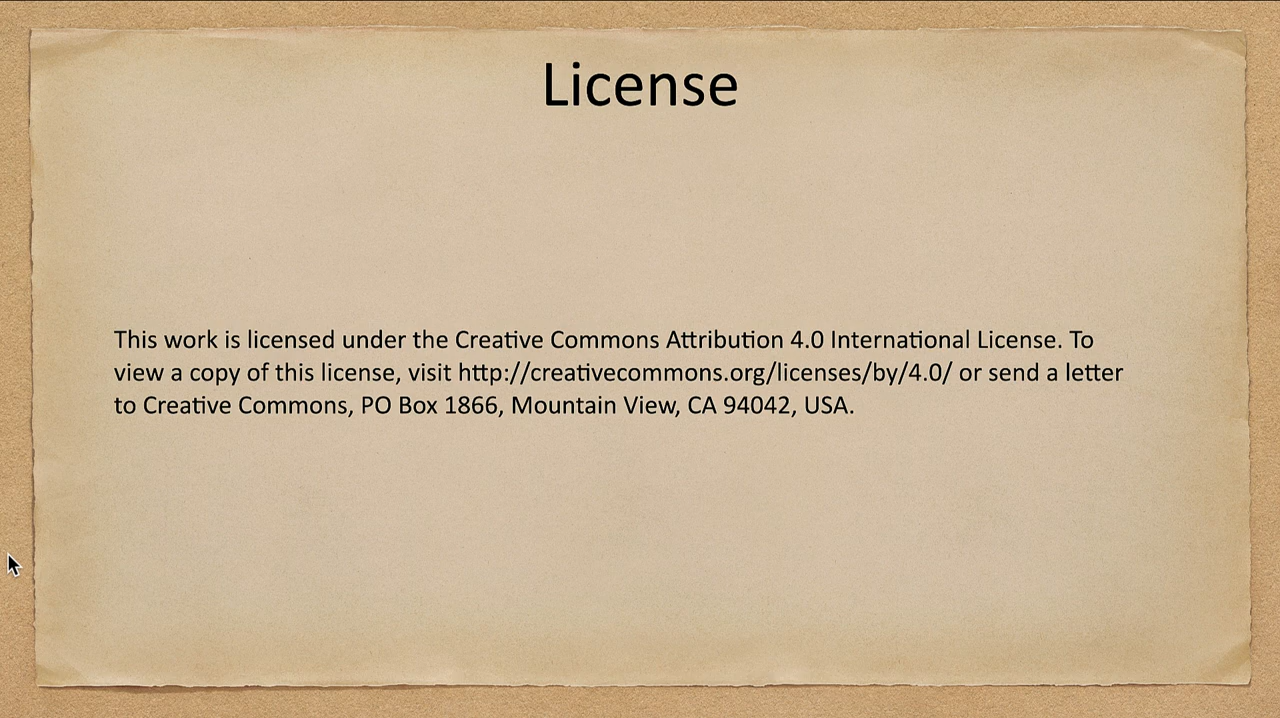 License
This work is licensed under the Creative Commons Attribution 4.0 International License. To
view a copy of this license, visit http://creativecommons.org/licenses/by/4.0/ or send a letter
to Creative Commons, PO Box 1866, Mountain View, CA 94042, USA.